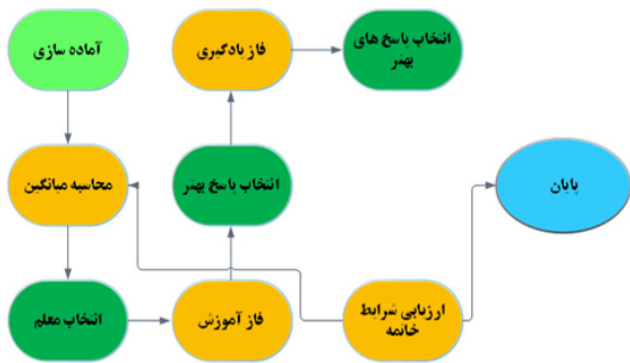 آماده سازی
محاسبه میانگین
انتخاب معلم
فاز آموزش
انتخاب پاسخ بهتر
فاز یادگیری
انتخاب پاسخ های
بهتر
ارزیابی شرایط
خاتمه
پایان